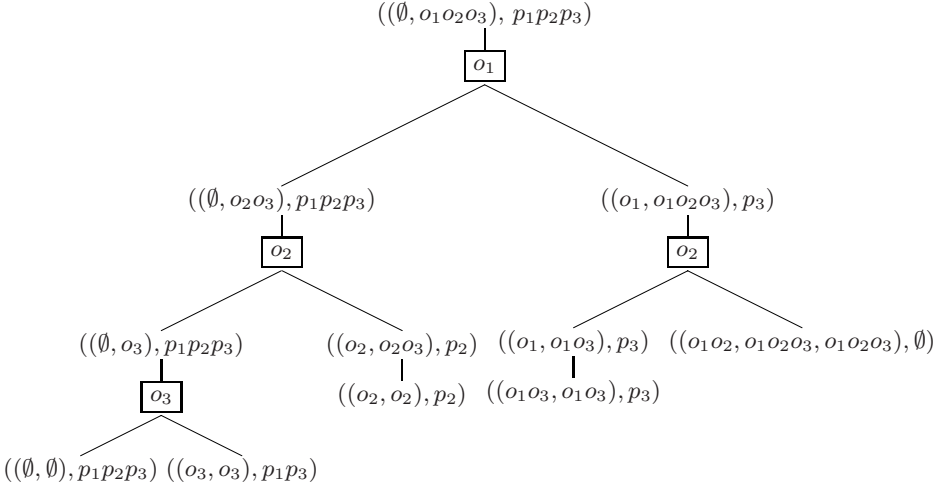 ((∅, o₁o₂o₃), p₁p₂p₃)
o₁
((∅, o₂o₃), p₁p₂p₃) ((o₁, o₁o₂o₃), p₃)
o₂ o₂
((∅, o₃), p₁p₂p₃) ((o₂, o₂o₃), p₂) ((o₁, o₁o₃), p₃) ((o₁o₂, o₁o₂o₃, o₁o₂o₃), ∅)
o₃ ((o₂, o₂), p₂) ((o₁o₃, o₁o₃), p₃)
((∅, ∅), p₁p₂p₃) ((o₃, o₃), p₁p₃)